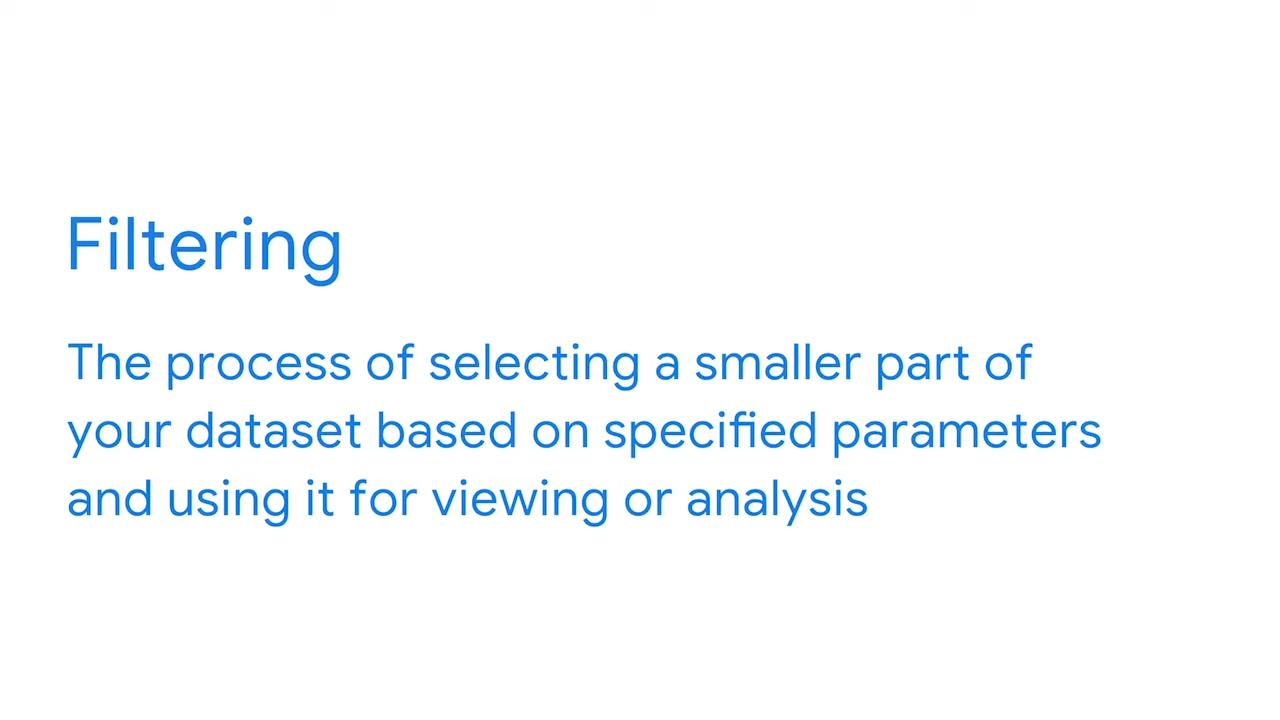 Filtering
The process of selecting a smaller part of
your dataset based on specified parameters
and using it for viewing or analysis